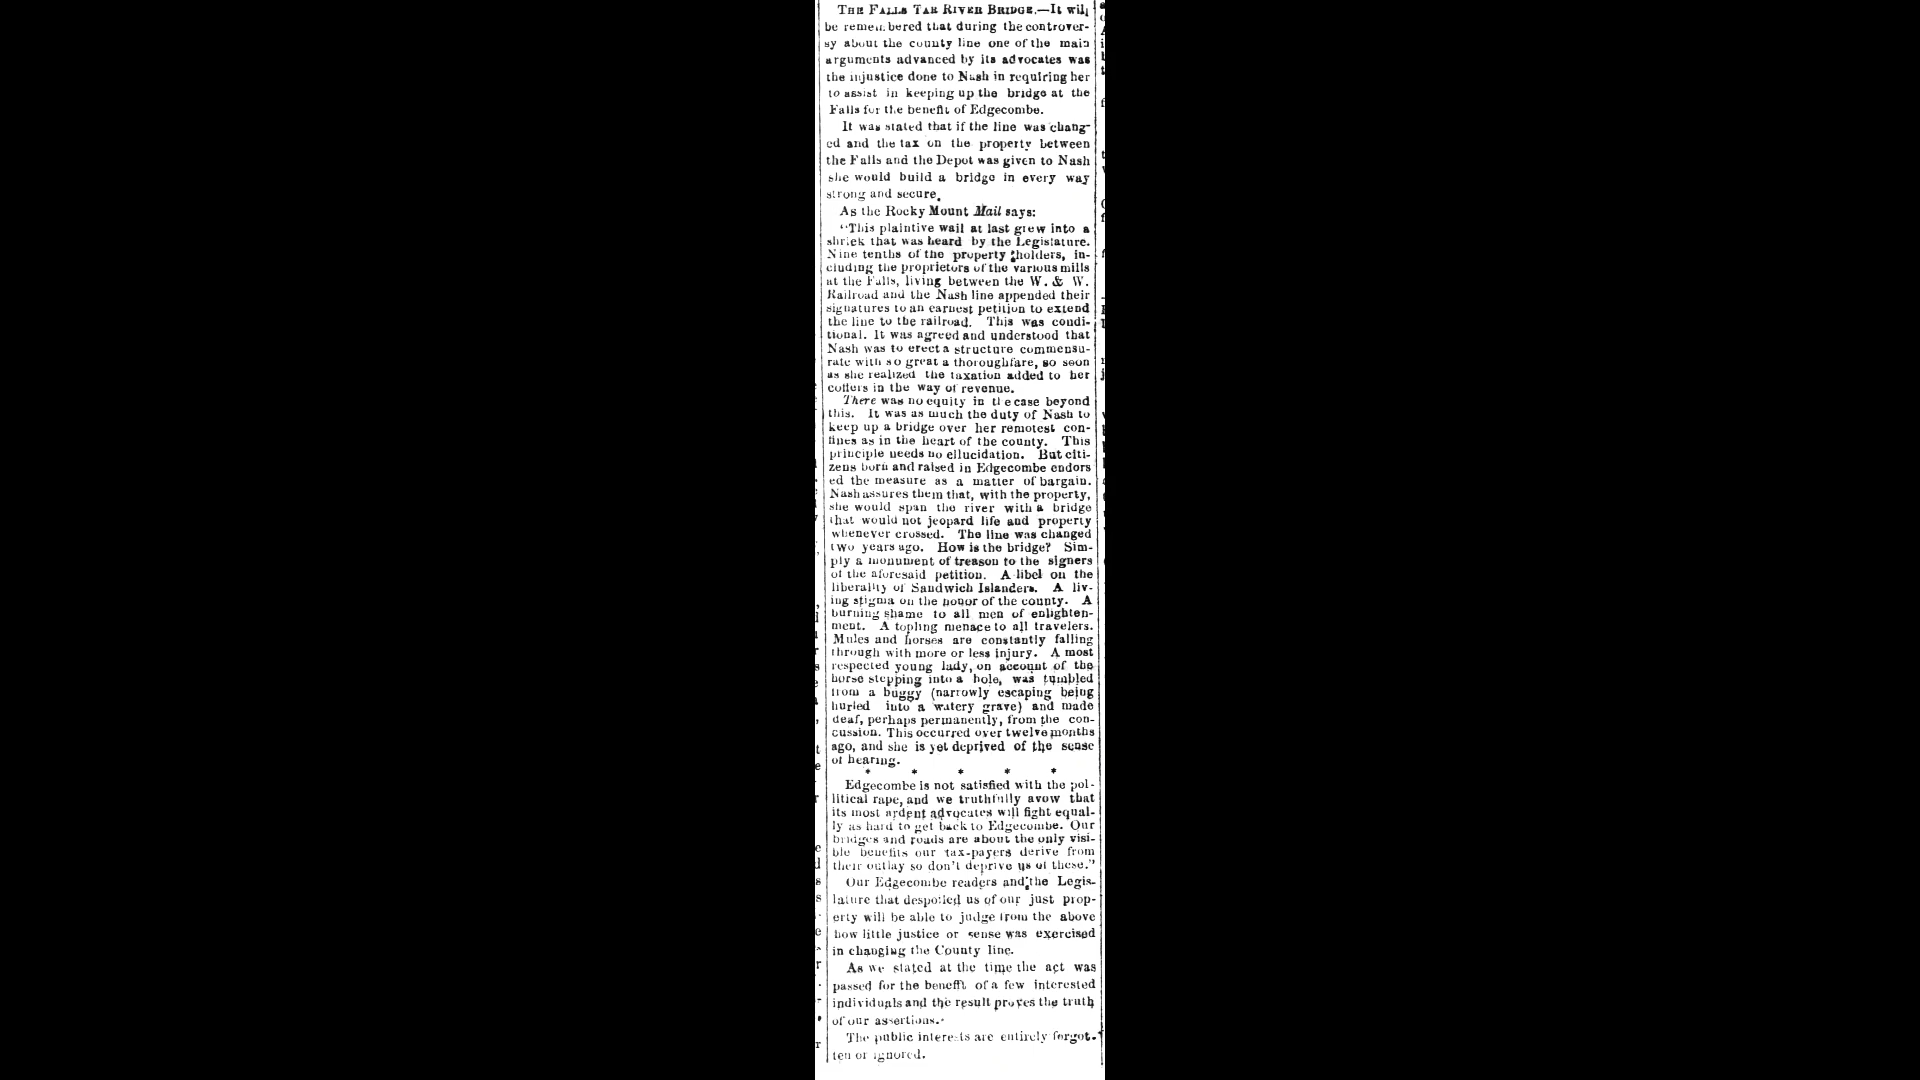 THE FALLS TAR RIVER BRIDGE.—It will
be remembered that during the controver-
sy about the county line one of the main
arguments advanced by its advocates was
the injustice done to Nash in requiring her
to assist in keeping up the bridge at the
Falls for the benefit of Edgecombe.
It was stated that if the line was chang-
ed and the tax on the property between
the Falls and the Depot was given to Nash
she would build a bridge in every way
strong and secure.
As the Rocky Mount Mail says:
"This plaintive wail at last grew into a
shriek that was heard by the Legislature.
Nine tenths of the property holders, in-
cluding the proprietors of the various mills
at the Falls, living between the W. & W.
Railroad and the Nash line appended their
signatures to an earnest petition to extend
the line to the railroad. This was condi-
tional. It was agreed and understood that
Nash was to erect a structure commensu-
rate with so great a thoroughfare, so soon
as she realized the taxation added to her
coffers in the way of revenue.
There was no equity in the case beyond
this. It was as much the duty of Nash to
keep up a bridge over her remotest con-
fines as in the heart of the county. This
principle needs no ellucidation. But citi-
zens born and raised in Edgecombe endors
ed the measure as a matter of bargain.
Nash assures them that, with the property,
she would span the river with a bridge
that would not jeopard life and property
whenever crossed. The line was changed
two years ago. How is the bridge? Sim-
ply a monument of treason to the signers
of the aforesaid petition. A libel on the
liberality of Sandwich Islanders. A liv-
ing stigma on the honor of the county. A
burning shame to all men of enlighten-
ment. A topling menace to all travelers.
Mules and horses are constantly falling
through with more or less injury. A most
respected young lady, on account of the
horse stepping into a hole, was tumbled
from a buggy (narrowly escaping being
hurled into a watery grave) and made
deaf, perhaps permanently, from the con-
cussion. This occurred over twelve months
ago, and she is yet deprived of the sense
of hearing.
* * * * *
Edgecombe is not satisfied with the pol-
litical rape, and we truthfully avow that
its most ardent advocates will fight equal-
ly as hard to get back to Edgecombe. Our
bridges and roads are about the only visi-
ble benefits our tax-payers derive from
their outlay so don't deprive us of these."
Our Edgecombe readers and the Legis-
lature that despoiled us of our just prop-
erty will be able to judge from the above
how little justice or sense was exercised
in changing the County line.
As we stated at the time the act was
passed for the benefit of a few interested
individuals and the result proves the truth
of our assertions.
The public interests are entirely forgot-
ten or ignored.